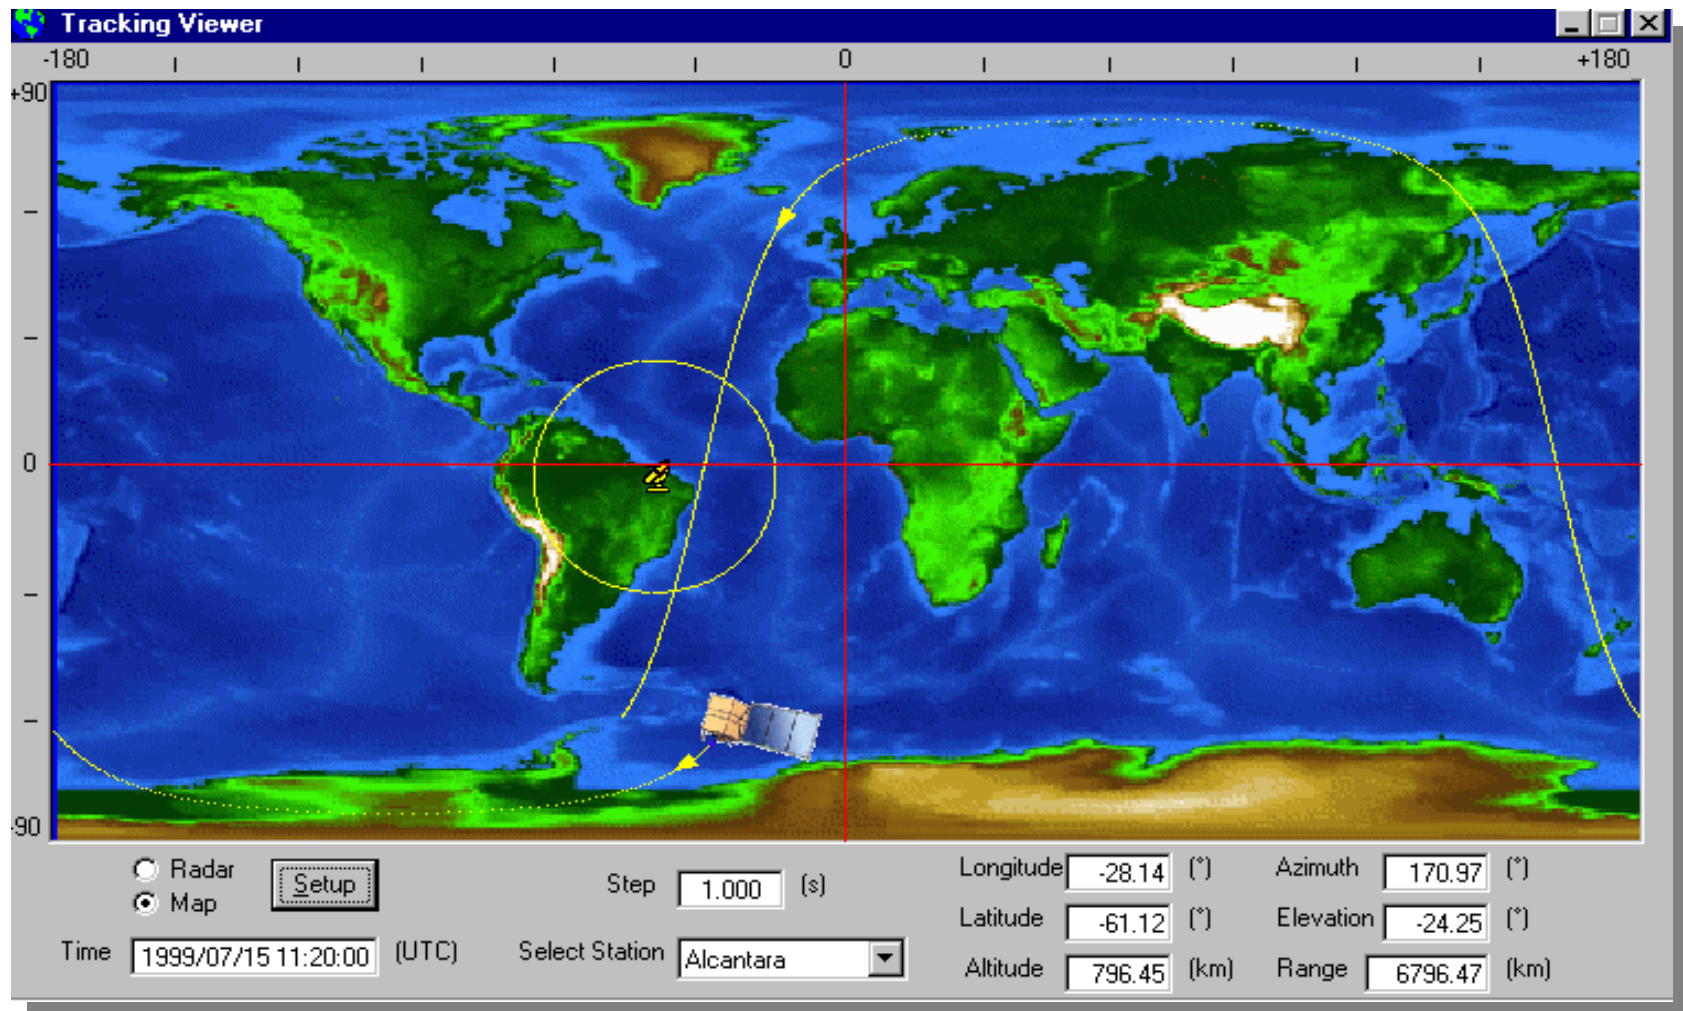 Tracking Viewer
-180 0 +180
+90
0
-90
Radar
Map
Setup
Step 1.000 (s)
Time 1999/07/15 11:20:00 (UTC)
Select Station Alcantara
Longitude -28.14 (°)
Latitude -61.12 (°)
Altitude 796.45 (km)
Azimuth 170.97 (°)
Elevation -24.25 (°)
Range 6796.47 (km)